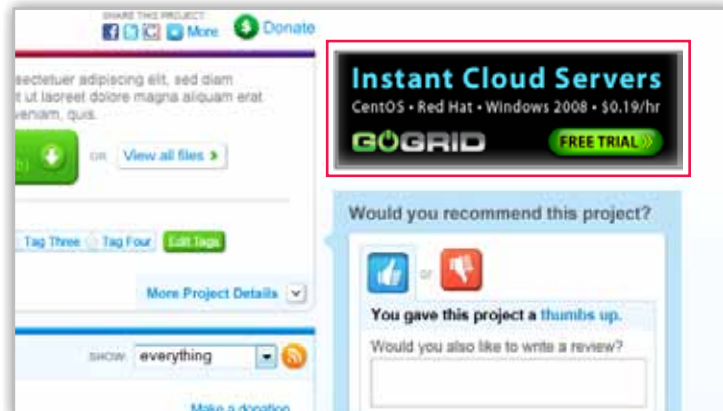 SHARE THIS PROJECT
More
Donate
sectetuer adipiscing elit, sed diam
t ut laoreet dolore magna aliquam erat
veniam, quis.
OR
View all files
Tag Three
Tag Four
Edit Tags
More Project Details
SHOW:
everything
Make a donation
Instant Cloud Servers
CentOS • Red Hat • Windows 2008 • $0.19/hr
GOGRID
FREE TRIAL
Would you recommend this project?
or
You gave this project a thumbs up.
Would you also like to write a review?